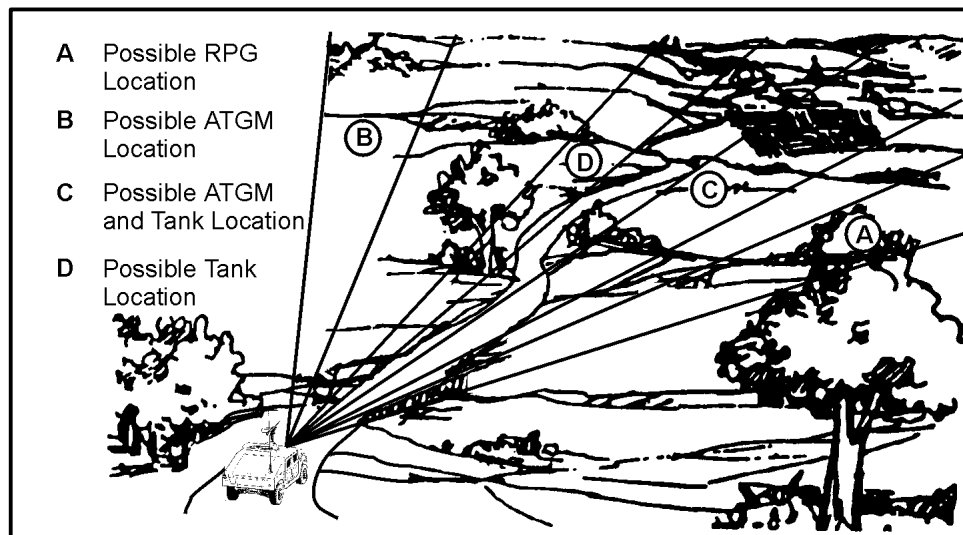 A Possible RPG
Location
B Possible ATGM
Location
C Possible ATGM
and Tank Location
D Possible Tank
Location
B
D
C
A